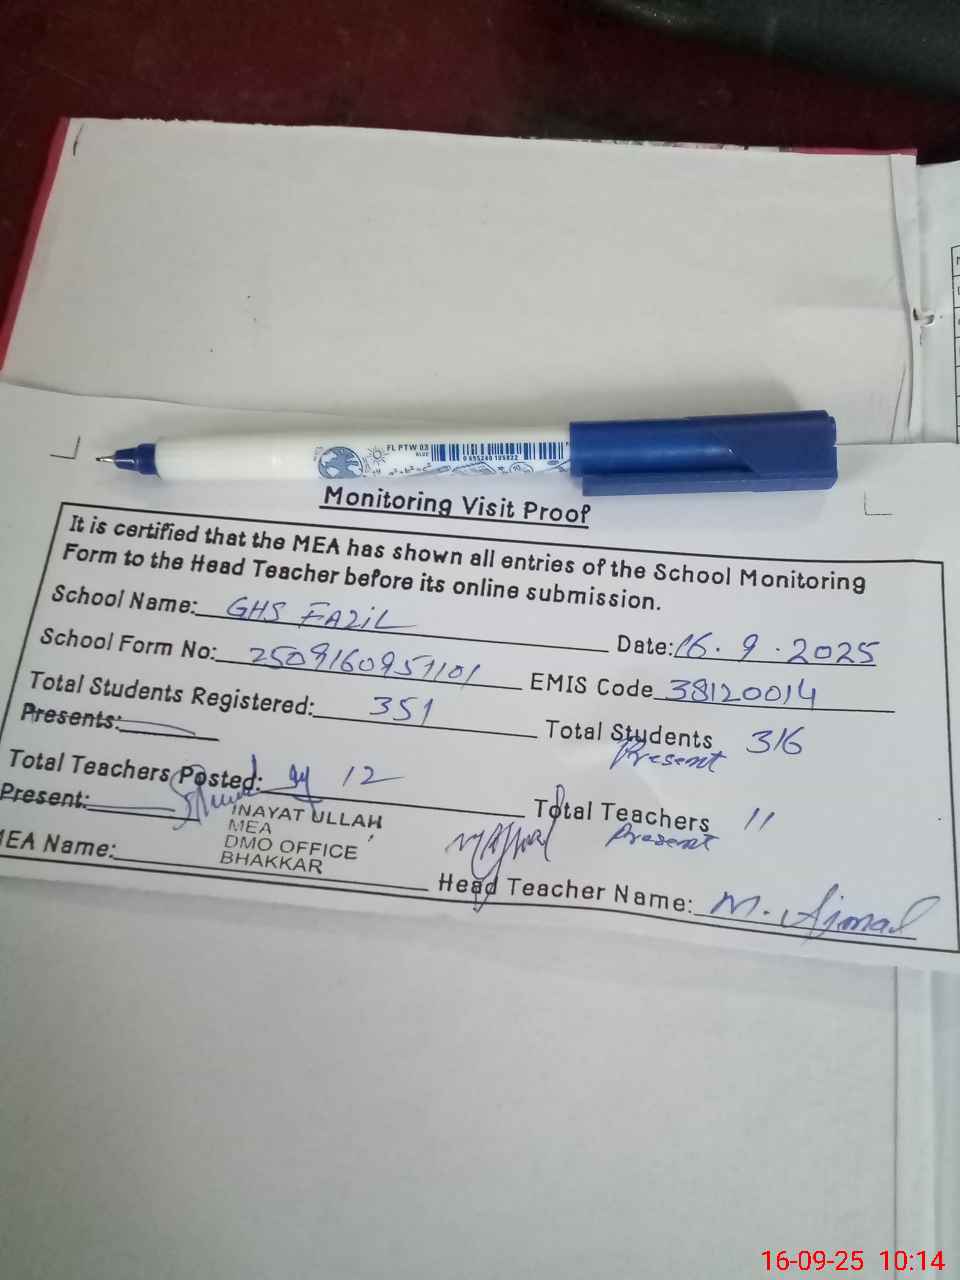 FL PTW 03
BLUE
Monitoring Visit Proof
It is certified that the MEA has shown all entries of the School Monitoring
Form to the Head Teacher before its online submission.
School Name: GHS FAZIL Date: 16.9.2025
School Form No: 2509160951101 EMIS Code 38120014
Total Students Registered: 351 Total Students 316
Presents: Present
Total Teachers Posted: 12 Total Teachers 11
Present: Present
INAYAT ULLAH
MEA
DMO OFFICE
BHAKKAR
MEA Name: Head Teacher Name: M. Ajmal
16-09-25 10:14